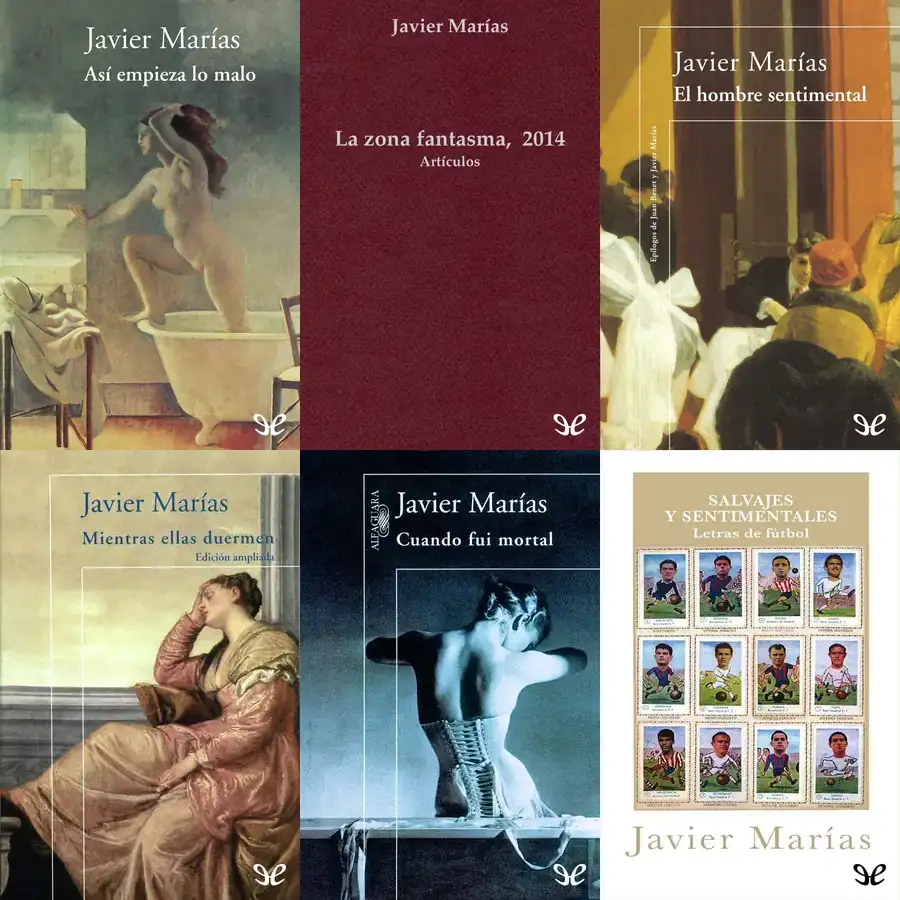 Javier Marías
Así empieza lo malo
Javier Marías
La zona fantasma, 2014
Artículos
Javier Marías
El hombre sentimental
Epílogos de Juan Benet y Javier Marías
Javier Marías
Mientras ellas duermen
Edición ampliada
ALFAGUARA
Javier Marías
Cuando fui mortal
SALVAJES
Y SENTIMENTALES
Letras de fútbol
Javier Marías